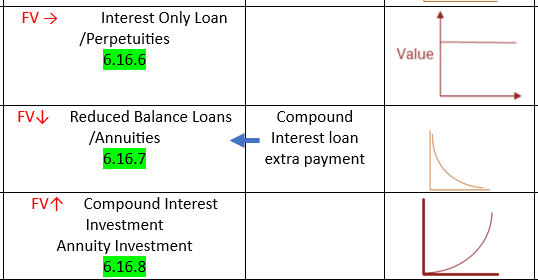 FV → Interest Only Loan
/Perpetuities
6.16.6
Value
FV↓ Reduced Balance Loans
/Annuities
6.16.7
Compound
Interest loan
extra payment
FV↑ Compound Interest
Investment
Annuity Investment
6.16.8